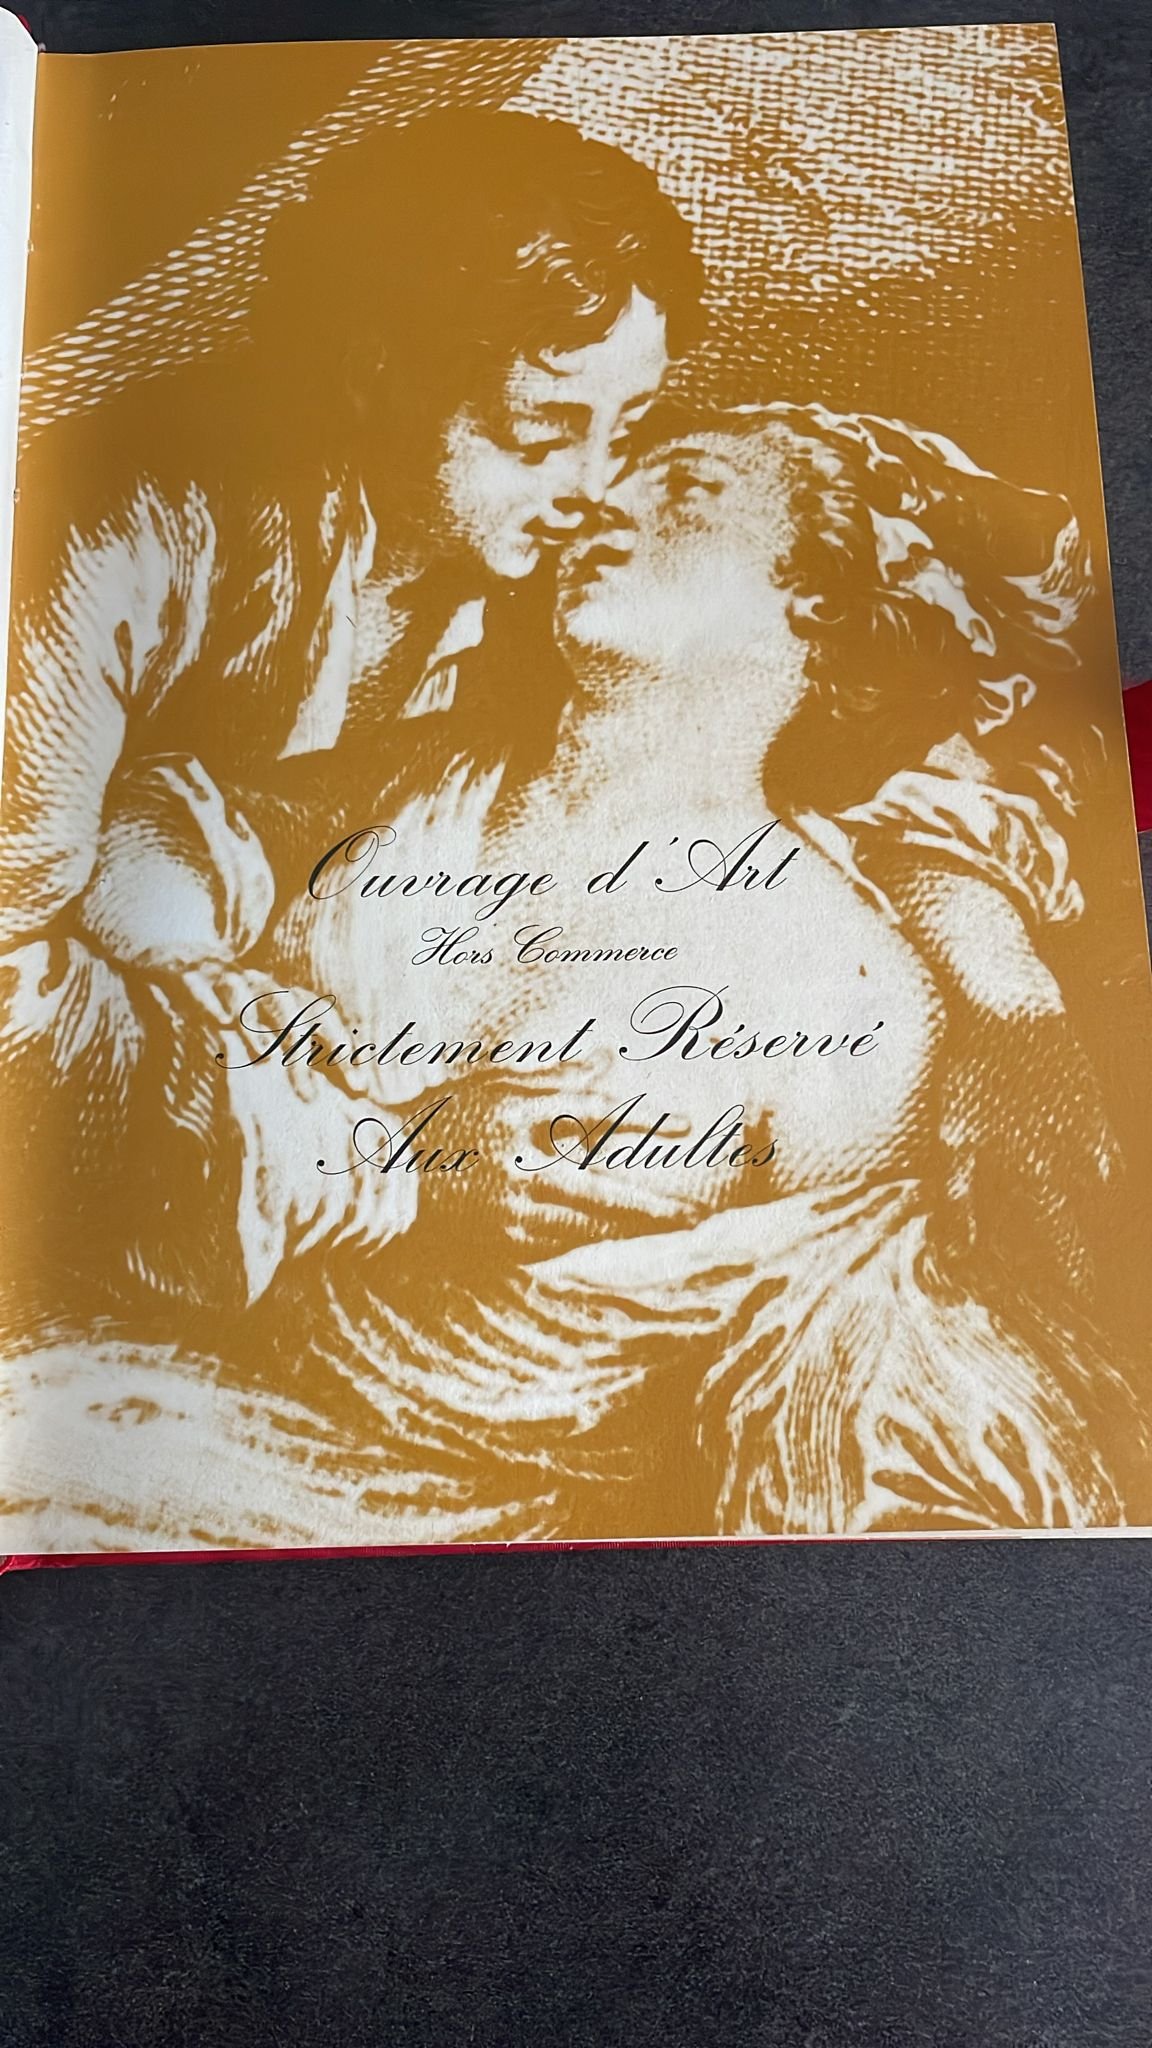 Ouvrage d'Art
Hors Commerce
Strictement Réservé
Aux Adultes